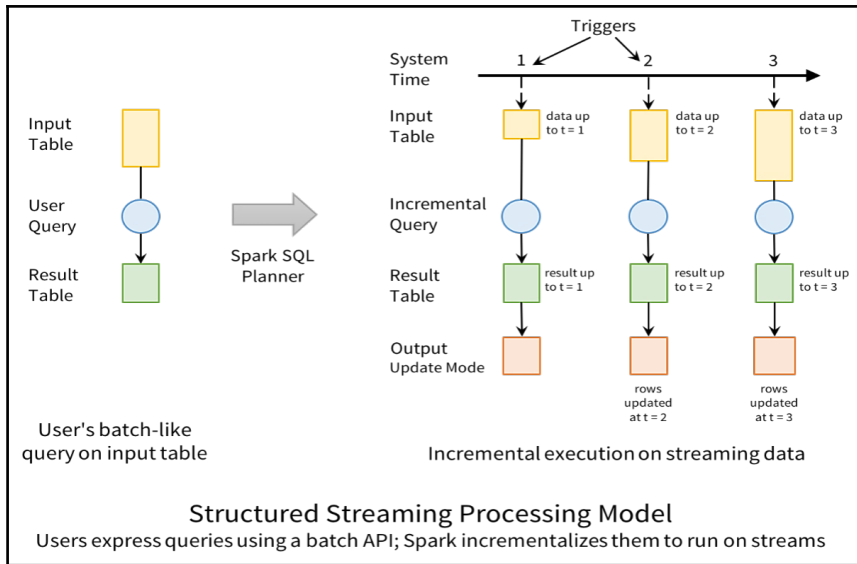 Triggers
System
Time
1
2
3
Input
Table
Input
Table
data up
to t = 1
data up
to t = 2
data up
to t = 3
User
Query
Spark SQL
Planner
Incremental
Query
Result
Table
Result
Table
result up
to t = 1
result up
to t = 2
result up
to t = 3
Output
Update Mode
rows
updated
at t = 2
rows
updated
at t = 3
User's batch-like
query on input table
Incremental execution on streaming data
Structured Streaming Processing Model
Users express queries using a batch API; Spark incrementalizes them to run on streams